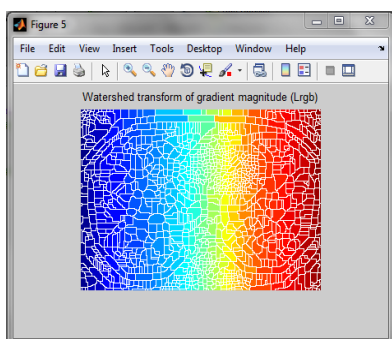 Figure 5
File Edit View Insert Tools Desktop Window Help
Watershed transform of gradient magnitude (Lrgb)